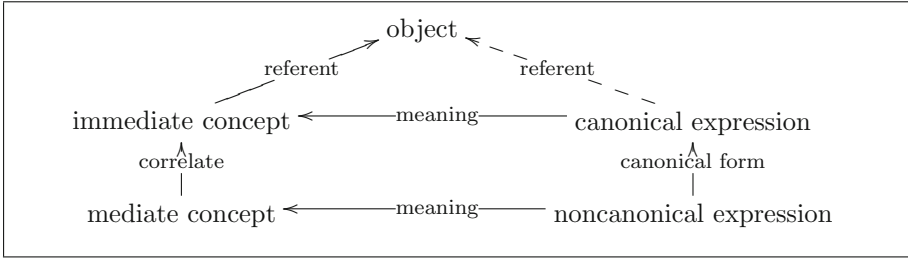 object
referent referent
immediate concept meaning canonical expression
correlate canonical form
mediate concept meaning noncanonical expression